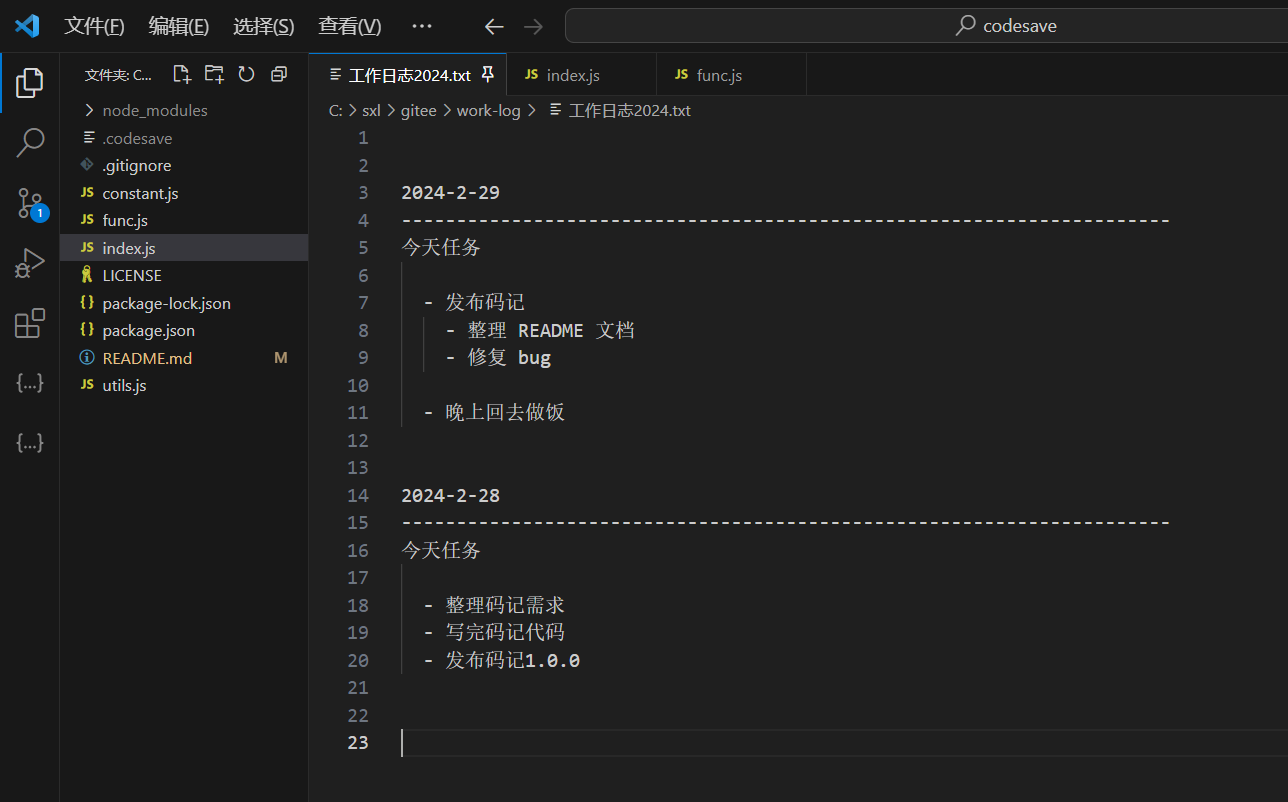 文件(F) 编辑(E) 选择(S) 查看(V) ··· codesave
文件夹: C...
node_modules
.codesave
.gitignore
JS constant.js
JS func.js
JS index.js
LICENSE
{} package-lock.json
{} package.json
README.md M
JS utils.js
1
{...}
{...}
工作日志2024.txt JS index.js JS func.js
C: > sxl > gitee > work-log > 工作日志2024.txt
1
2
3 2024-2-29
4 ----------------------------------------------------------------------
5 今天任务
6
7 - 发布码记
8 - 整理 README 文档
9 - 修复 bug
10
11 - 晚上回去做饭
12
13
14 2024-2-28
15 ----------------------------------------------------------------------
16 今天任务
17
18 - 整理码记需求
19 - 写完码记代码
20 - 发布码记1.0.0
21
22
23